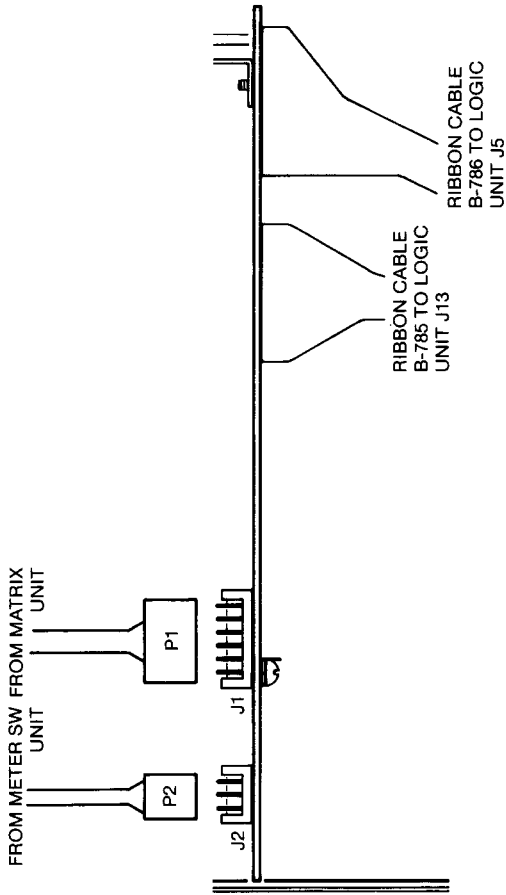 FROM METER SW
UNIT
FROM MATRIX
UNIT
P2
P1
J2
J1
RIBBON CABLE
B-785 TO LOGIC
UNIT J13
RIBBON CABLE
B-786 TO LOGIC
UNIT J5